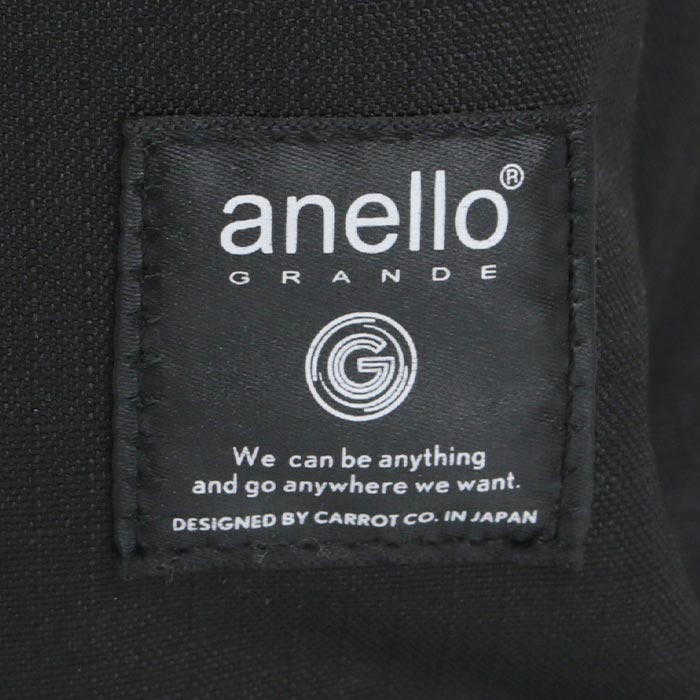 anello®
GRANDE
G
We can be anything
and go anywhere we want.
DESIGNED BY CARROT CO. IN JAPAN